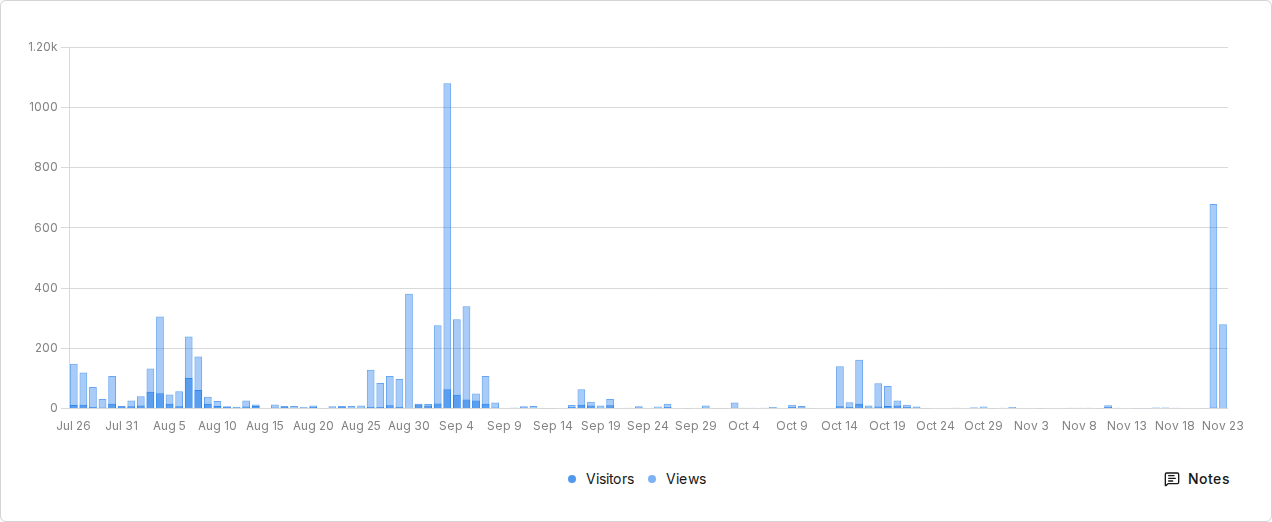 1.20k
1000
800
600
400
200
0
Jul 26 Jul 31 Aug 5 Aug 10 Aug 15 Aug 20 Aug 25 Aug 30 Sep 4 Sep 9 Sep 14 Sep 19 Sep 24 Sep 29 Oct 4 Oct 9 Oct 14 Oct 19 Oct 24 Oct 29 Nov 3 Nov 8 Nov 13 Nov 18 Nov 23
Visitors Views Notes